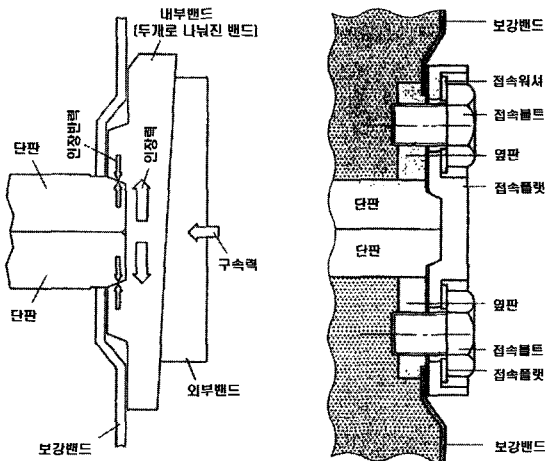 내부밴드
(두개로 나눠진 밴드)
인장반력
인장력
단판
구속력
단판
외부밴드
보강밴드
보강밴드
접속워셔
접속볼트
옆판
접속플랫
단판
단판
옆판
접속볼트
접속플랫
보강밴드